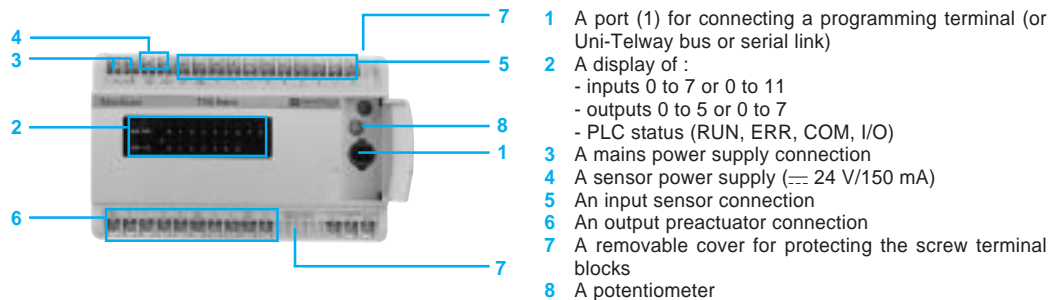 7
4
3
5
2
8
1
6
7
Modicon TSX Nano
1 A port (1) for connecting a programming terminal (or
Uni-Telway bus or serial link)
2 A display of :
- inputs 0 to 7 or 0 to 11
- outputs 0 to 5 or 0 to 7
- PLC status (RUN, ERR, COM, I/O)
3 A mains power supply connection
4 A sensor power supply (⎓ 24 V/150 mA)
5 An input sensor connection
6 An output preactuator connection
7 A removable cover for protecting the screw terminal
blocks
8 A potentiometer